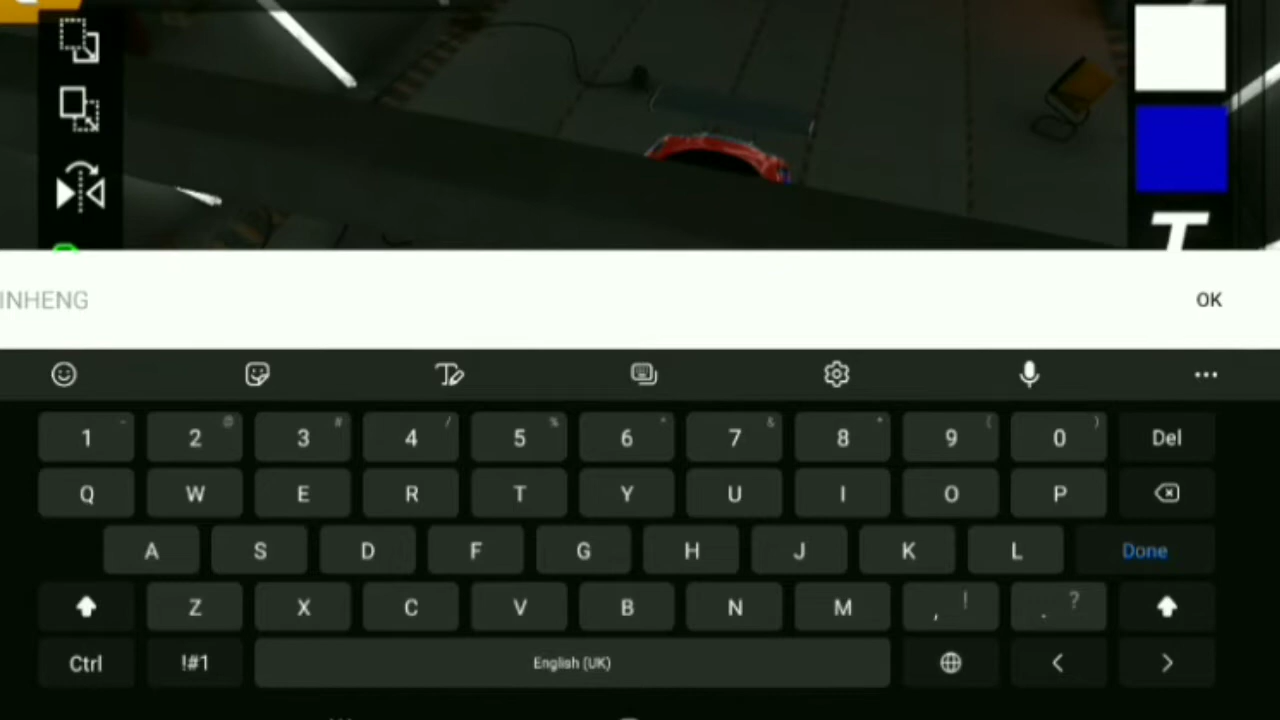 T
INHENG
OK
1 2 3 4 5 6 7 8 9 0 Del
Q W E R T Y U I O P
A S D F G H J K L Done
Z X C V B N M , ! . ?
Ctrl !#1 English (UK) < >